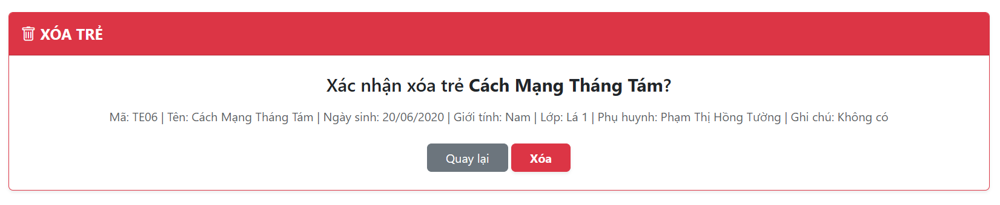 XÓA TRẺ
Xác nhận xóa trẻ Cách Mạng Tháng Tám?
Mã: TE06 | Tên: Cách Mạng Tháng Tám | Ngày sinh: 20/06/2020 | Giới tính: Nam | Lớp: Lá 1 | Phụ huynh: Phạm Thị Hồng Tường | Ghi chú: Không có
Quay lại Xóa